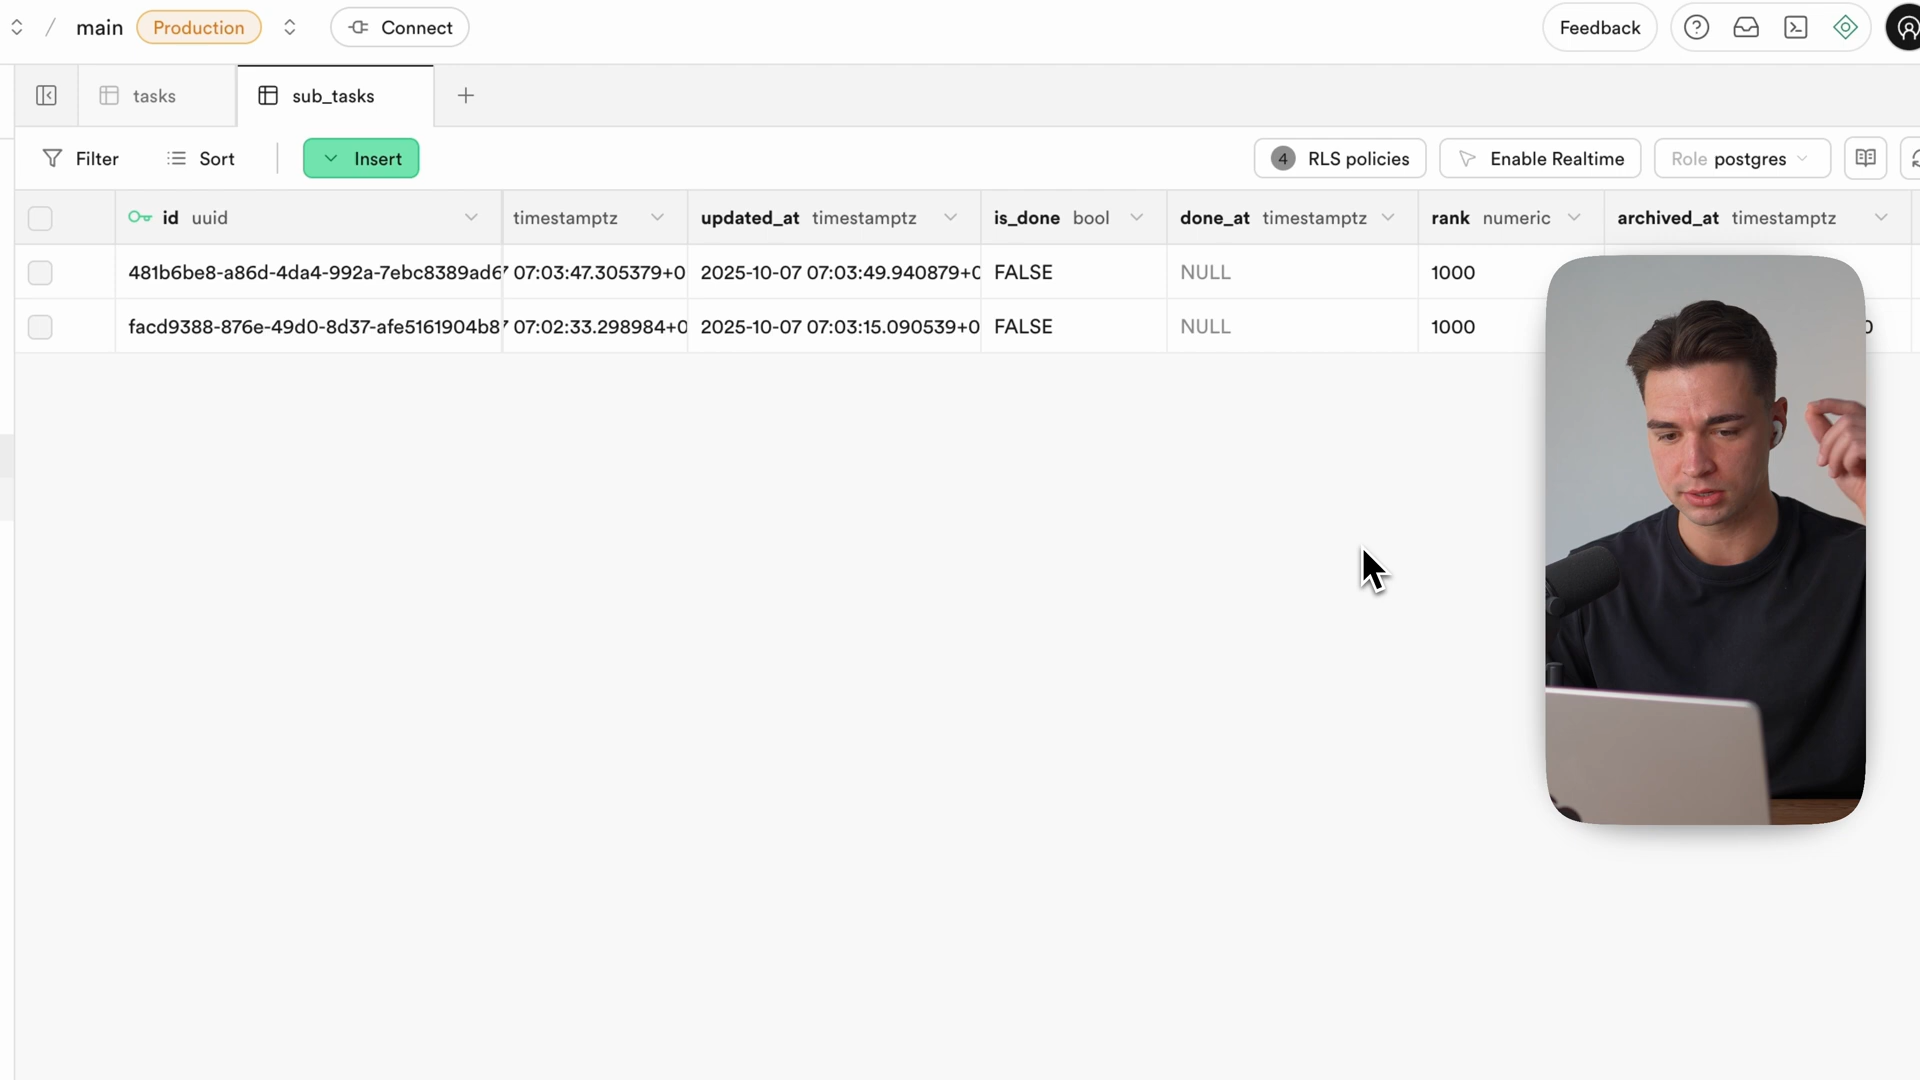 / main Production Connect Feedback
tasks sub_tasks +
Filter Sort Insert 4 RLS policies Enable Realtime Role postgres
id uuid timestamptz updated_at timestamptz is_done bool done_at timestamptz rank numeric archived_at timestamptz
481b6be8-a86d-4da4-992a-7ebc8389ad6 07:03:47.305379+0 2025-10-07 07:03:49.940879+0 FALSE NULL 1000
facd9388-876e-49d0-8d37-afe5161904b8 07:02:33.298984+0 2025-10-07 07:03:15.090539+0 FALSE NULL 1000